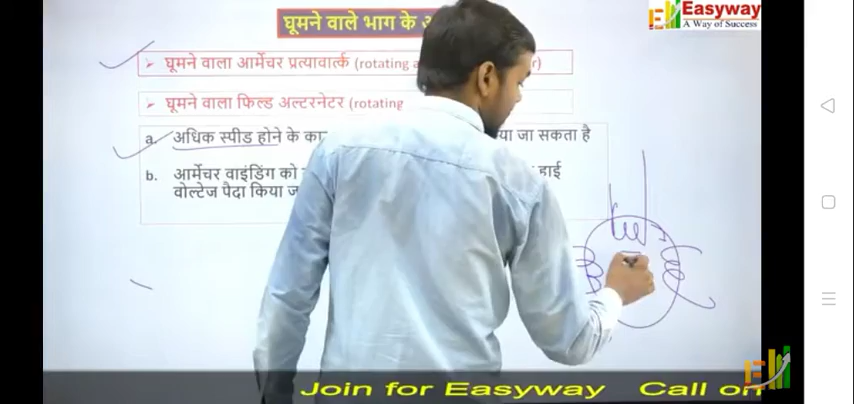 घूमने वाले भाग के
Easyway
A Way of Success
➢ घूमने वाला आर्मेचर प्रत्यावार्त्क (rotating
➢ घूमने वाला फिल्ड अल्टरनेटर (rotating
a. अधिक स्पीड होने के या जा सकता है
b. आर्मेचर वाइंडिंग को हाई
वोल्टेज पैदा किया
Join for Easyway Call on